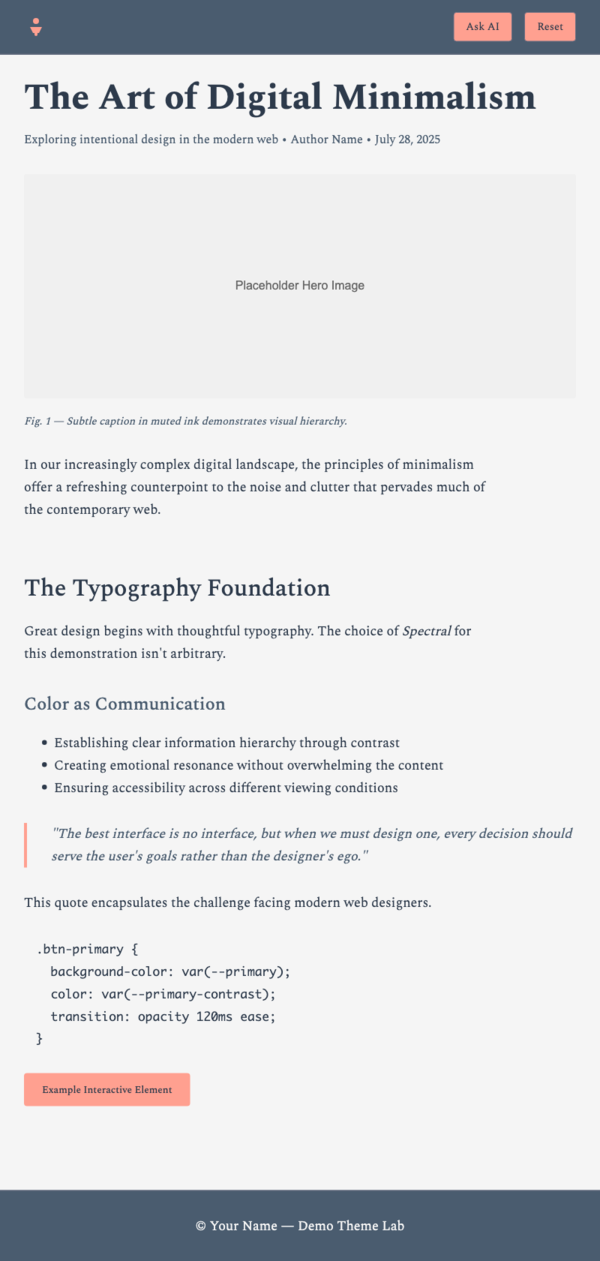 Ask AI
Reset
The Art of Digital Minimalism
Exploring intentional design in the modern web • Author Name • July 28, 2025
Placeholder Hero Image
Fig. 1 — Subtle caption in muted ink demonstrates visual hierarchy.
In our increasingly complex digital landscape, the principles of minimalism
offer a refreshing counterpoint to the noise and clutter that pervades much of
the contemporary web.
The Typography Foundation
Great design begins with thoughtful typography. The choice of Spectral for
this demonstration isn't arbitrary.
Color as Communication
• Establishing clear information hierarchy through contrast
• Creating emotional resonance without overwhelming the content
• Ensuring accessibility across different viewing conditions
"The best interface is no interface, but when we must design one, every decision should
serve the user's goals rather than the designer's ego."
This quote encapsulates the challenge facing modern web designers.
.btn-primary {
  background-color: var(--primary);
  color: var(--primary-contrast);
  transition: opacity 120ms ease;
}
Example Interactive Element
© Your Name — Demo Theme Lab